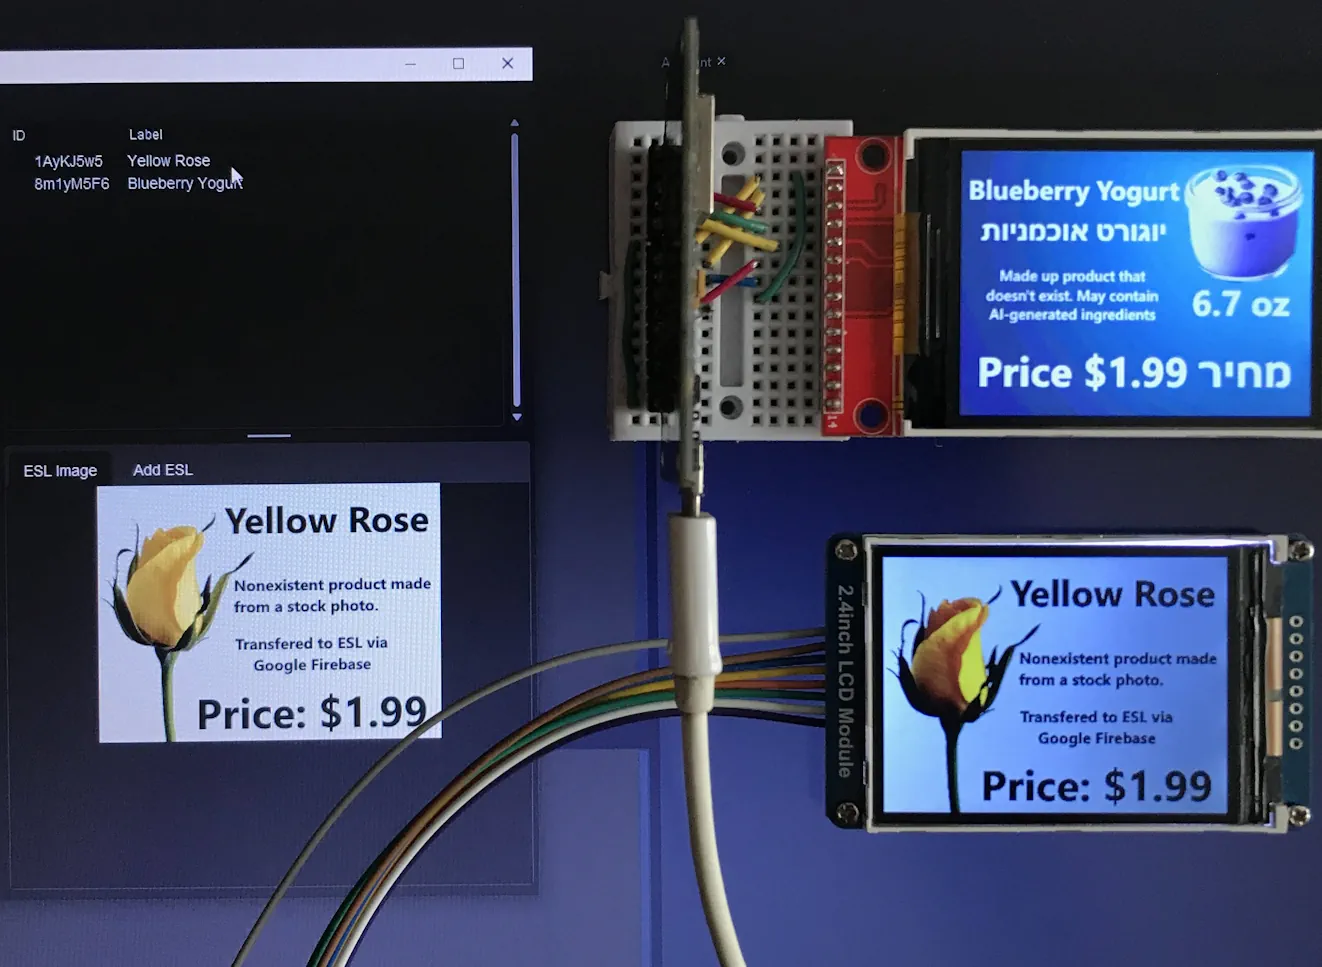 ID Label
1AyKJ5w5 Yellow Rose
8m1yM5F6 Blueberry Yogurt
ESL Image Add ESL
Yellow Rose
Nonexistent product made
from a stock photo.
Transfered to ESL via
Google Firebase
Price: $1.99
Blueberry Yogurt
יוגורט אוכמניות
Made up product that
doesn't exist. May contain
AI-generated ingredients
6.7 oz
Price $1.99 מחיר
14
2.4inch LCD Module
Yellow Rose
Nonexistent product made
from a stock photo.
Transfered to ESL via
Google Firebase
Price: $1.99